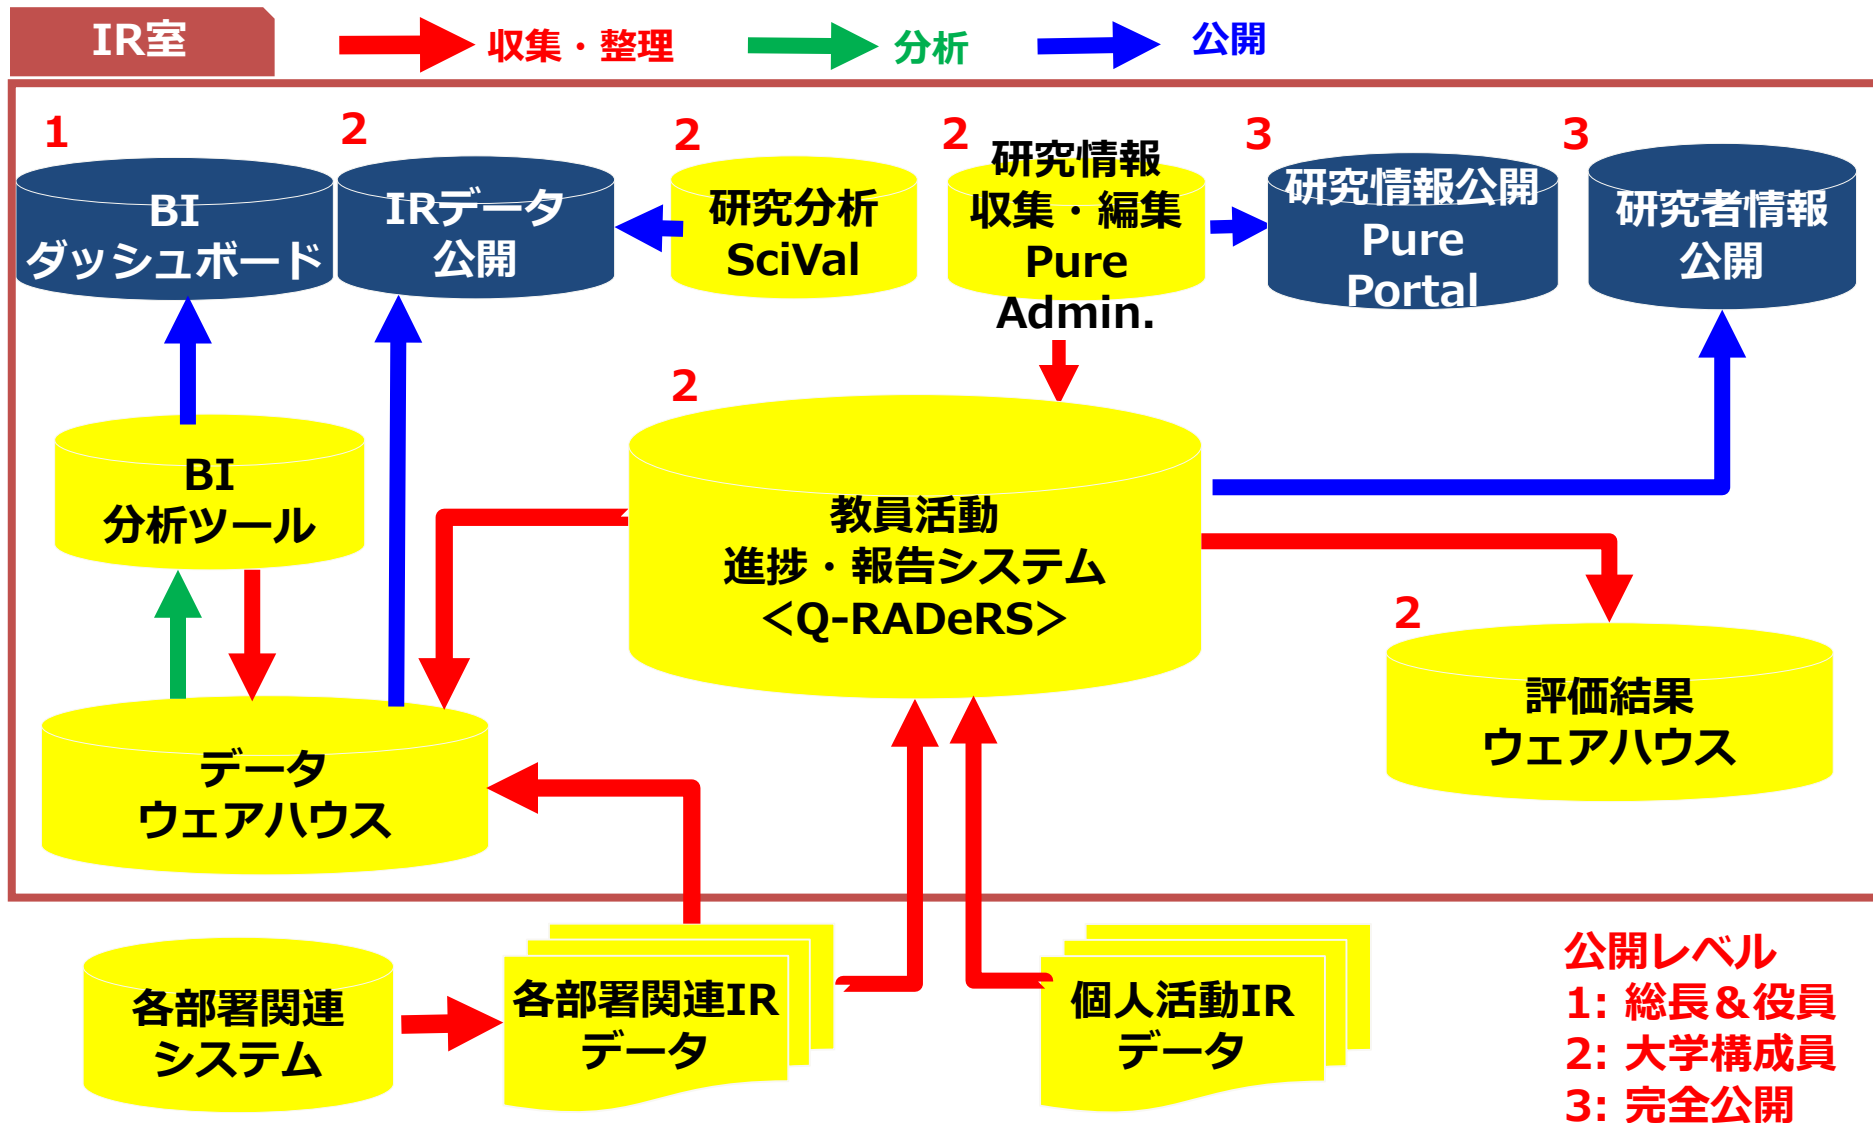 IR室
収集・整理
分析
公開
1
2
2
2
3
3
BI
ダッシュボード
IRデータ
公開
研究分析
SciVal
研究情報
収集・編集
Pure
Admin.
研究情報公開
Pure
Portal
研究者情報
公開
BI
分析ツール
2
教員活動
進捗・報告システム
<Q-RADeRS>
2
評価結果
ウェアハウス
データ
ウェアハウス
各部署関連
システム
各部署関連IR
データ
個人活動IR
データ
公開レベル
1: 総長&役員
2: 大学構成員
3: 完全公開